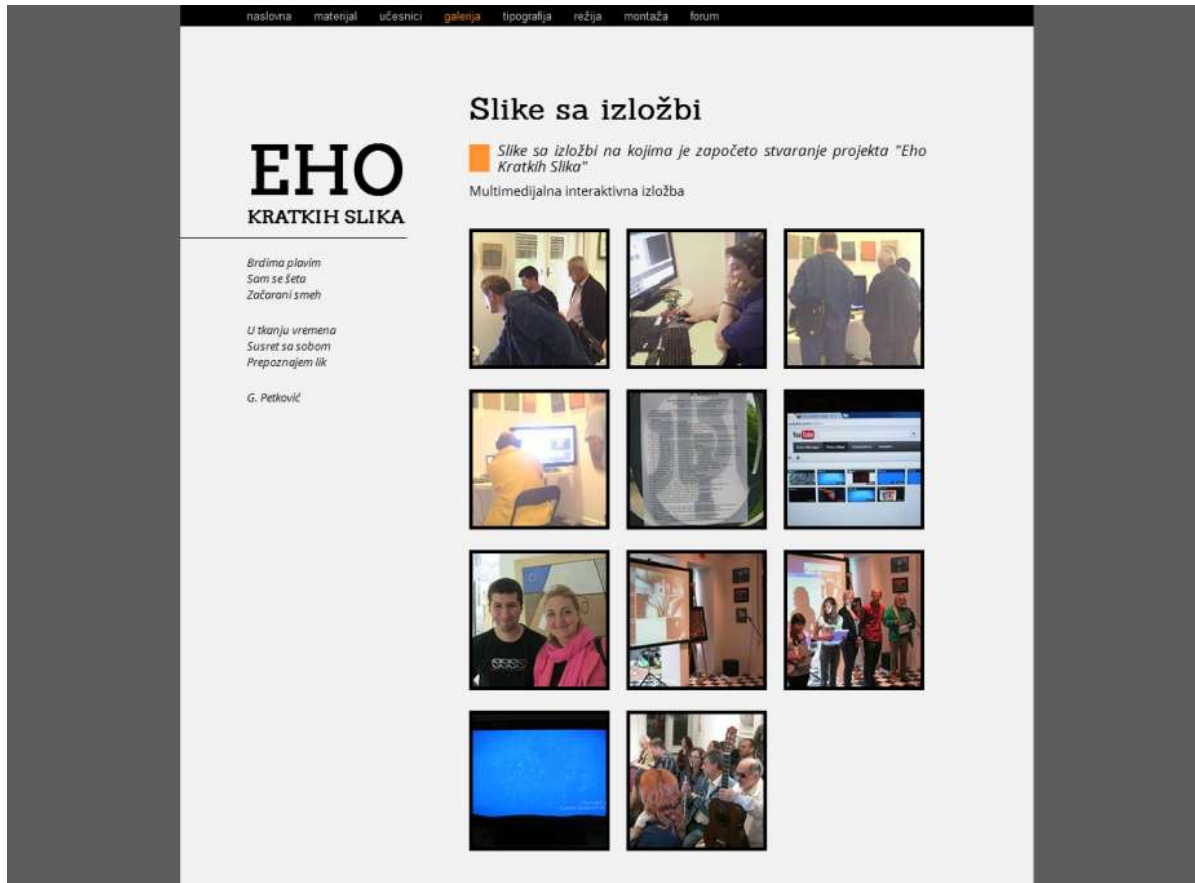 naslovna materijal učesnici galerija tipografija režija montaža forum
EHO
KRATKIH SLIKA
Brdima plavim
Sam se šeta
Začarani smeh
U tkanju vremena
Susret sa sobom
Prepoznajem lik
G. Petković
Slike sa izložbi
Slike sa izložbi na kojima je započeto stvaranje projekta "Eho
Kratkih Slika"
Multimedijalna interaktivna izložba
You Tube